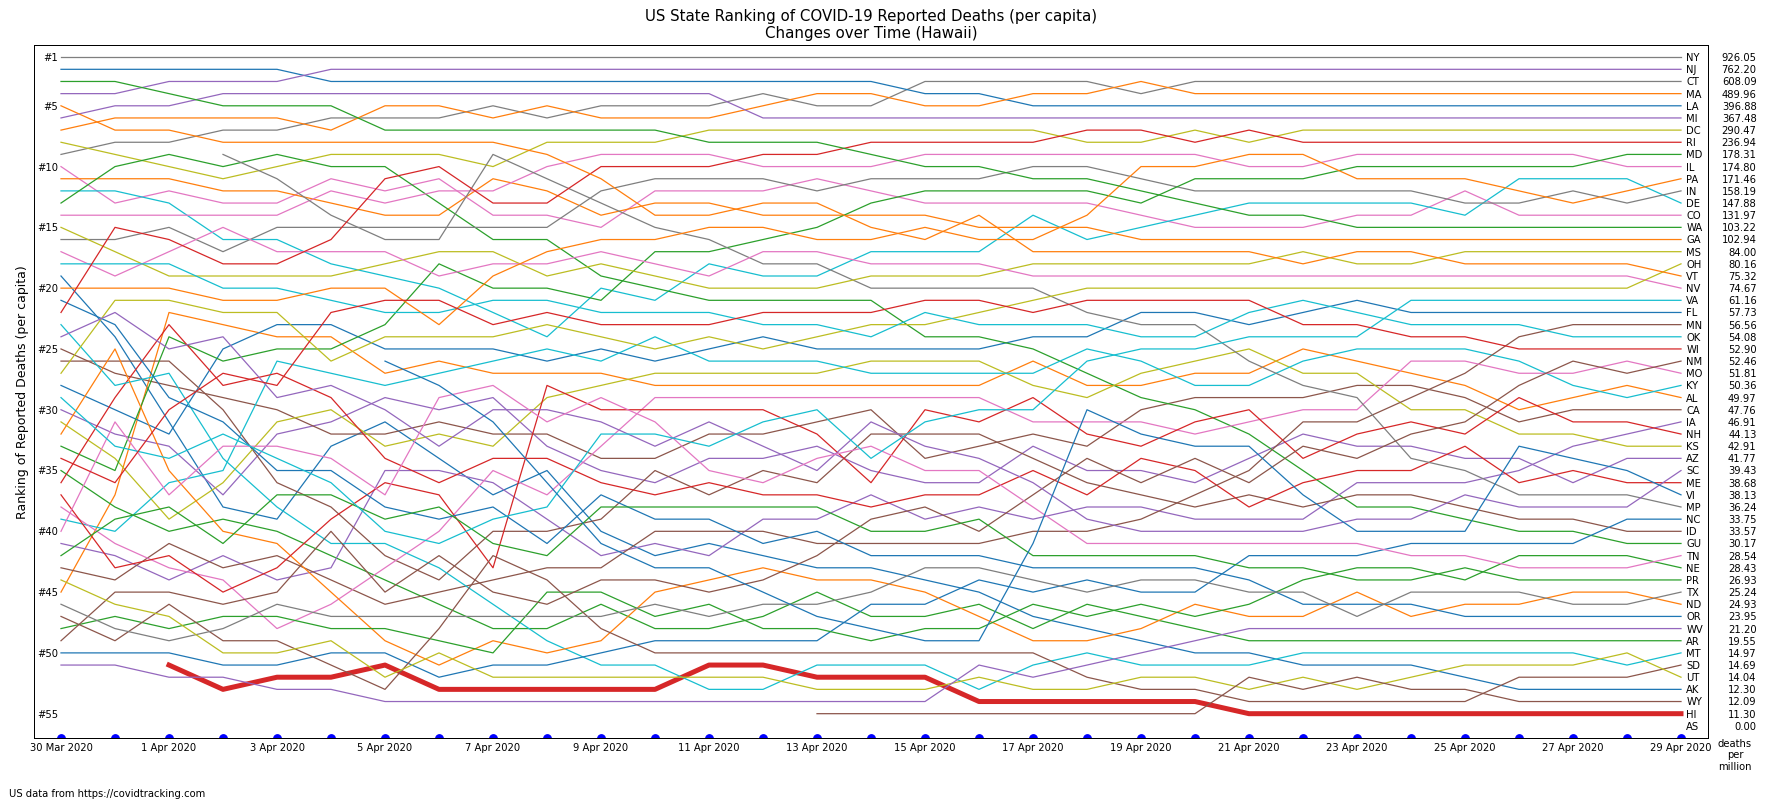 US State Ranking of COVID-19 Reported Deaths (per capita)
Changes over Time (Hawaii)
Ranking of Reported Deaths (per capita)
#1
#5
#10
#15
#20
#25
#30
#35
#40
#45
#50
#55
NY 926.05
NJ 762.20
CT 608.09
MA 489.96
LA 396.88
MI 367.48
DC 290.47
RI 236.94
MD 178.31
IL 174.80
PA 171.46
IN 158.19
DE 147.88
CO 131.97
WA 103.22
GA 102.94
MS 84.00
OH 80.16
VT 75.32
NV 74.67
VA 61.16
FL 57.73
MN 56.56
OK 54.08
WI 52.90
NM 52.46
MO 51.81
KY 50.36
AL 49.97
CA 47.76
IA 46.91
NH 44.13
KS 42.91
AZ 41.77
SC 39.43
ME 38.68
VI 38.13
MP 36.24
NC 33.75
ID 33.57
GU 30.17
TN 28.54
NE 28.43
PR 26.93
TX 25.24
ND 24.93
OR 23.95
WV 21.20
AR 19.55
MT 14.97
SD 14.69
UT 14.04
AK 12.30
WY 12.09
HI 11.30
AS 0.00
30 Mar 2020 1 Apr 2020 3 Apr 2020 5 Apr 2020 7 Apr 2020 9 Apr 2020 11 Apr 2020 13 Apr 2020 15 Apr 2020 17 Apr 2020 19 Apr 2020 21 Apr 2020 23 Apr 2020 25 Apr 2020 27 Apr 2020 29 Apr 2020
deaths
per
million
US data from https://covidtracking.com